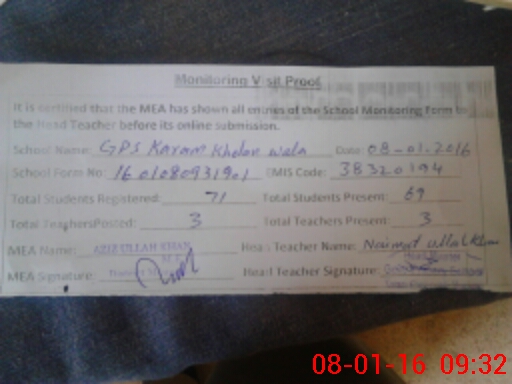 Monitoring Visit Proof
It is certified that the MEA has shown all entries of the School Monitoring Form to
the Head Teacher before its online submission.
School Name: GPS Karam Khelan wala Date: 08-01.2016
School Form No: 1601080931901 EMIS Code: 38320194
Total Students Registered: 71 Total Students Present: 69
Total TeachersPosted: 3 Total Teachers Present: 3
MEA Name: AZIZ ULLAH KHAN Head Teacher Name: Naimat ullah Khan
MEA Signature: Head Teacher Signature:
08-01-16 09:32